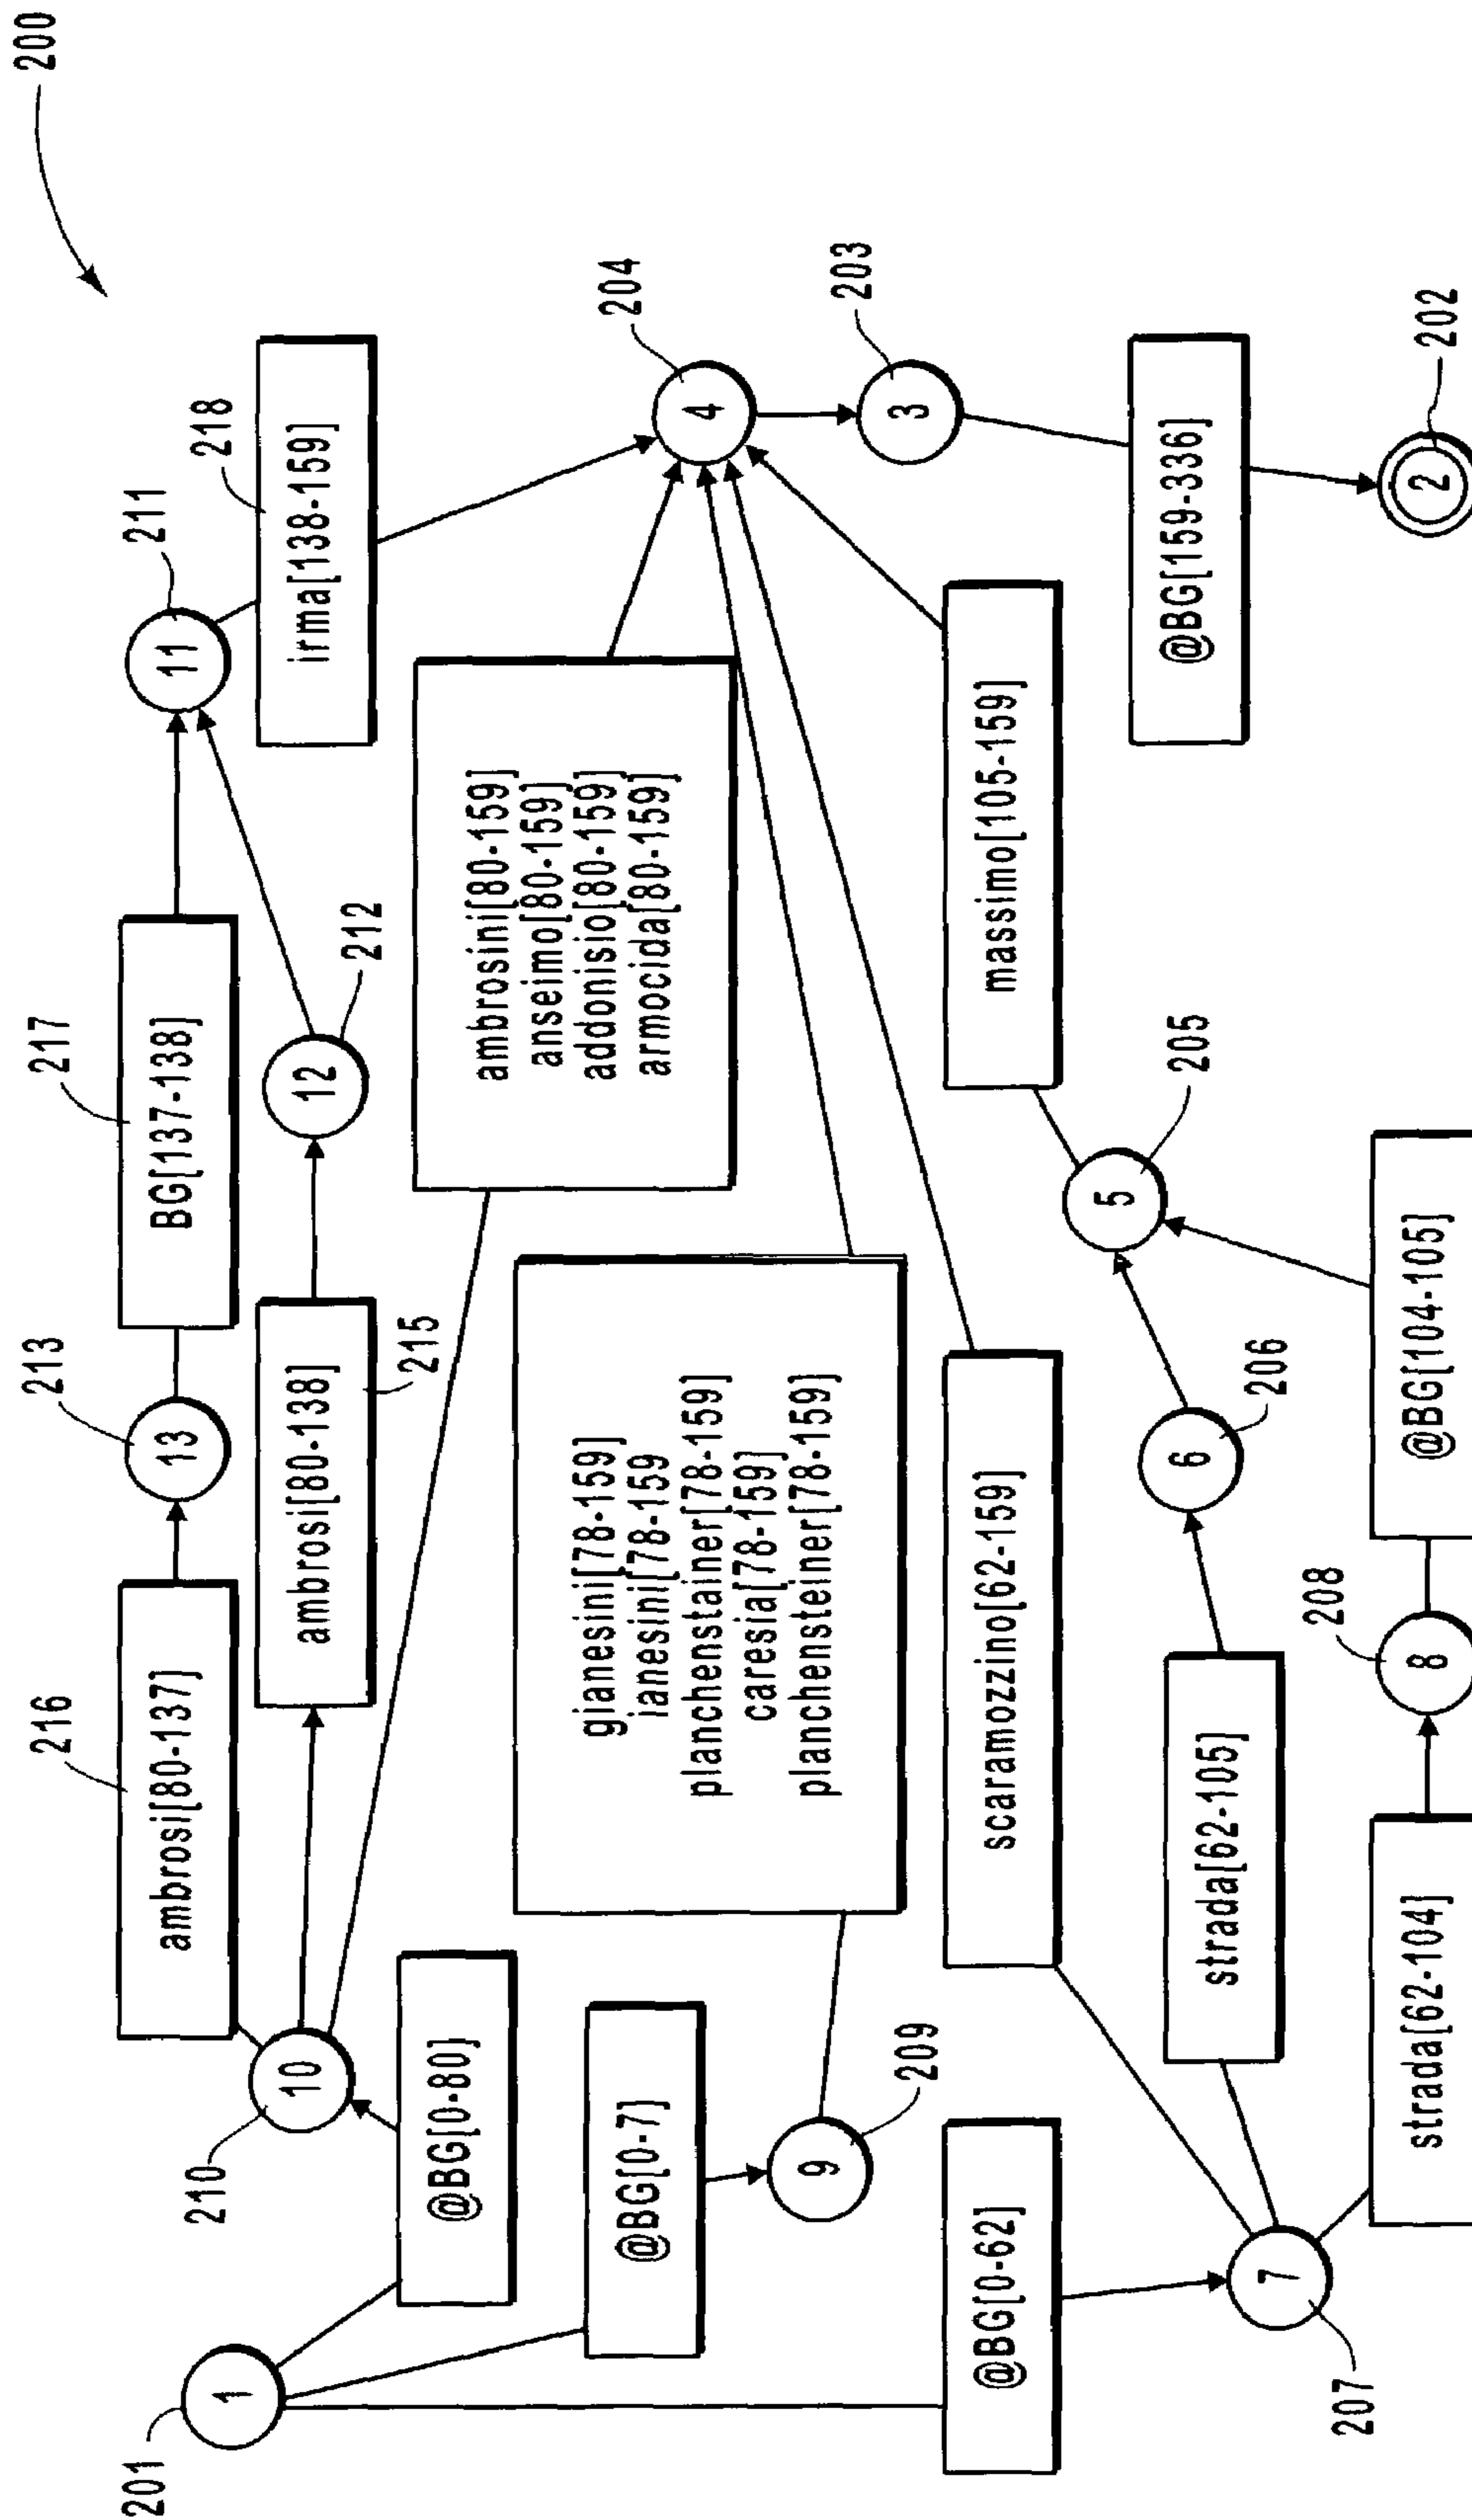 200
216
213
217
211
218
ambrosi[80-137]
13
BG[137-138]
11
irma[138-159]
201
1
210
10
ambrosi[80-138]
215
12
212
@BG[0-80]
ambrosini[80-159]
anseimo[80-159]
addonisio[80-159]
armocida[80-159]
204
4
@BG[0-7]
gianesini[78-159]
ianesini[78-159
planchenstainer[78-159]
caresia[78-159]
planchensteiner[78-159]
203
3
9
209
@BG[0-62]
scaramozzino[62-159]
massimo[105-159]
@BG[159-336]
5
205
7
207
strada[62-105]
6
206
strada[62-104]
8
208
@BG[104-105]
2
202